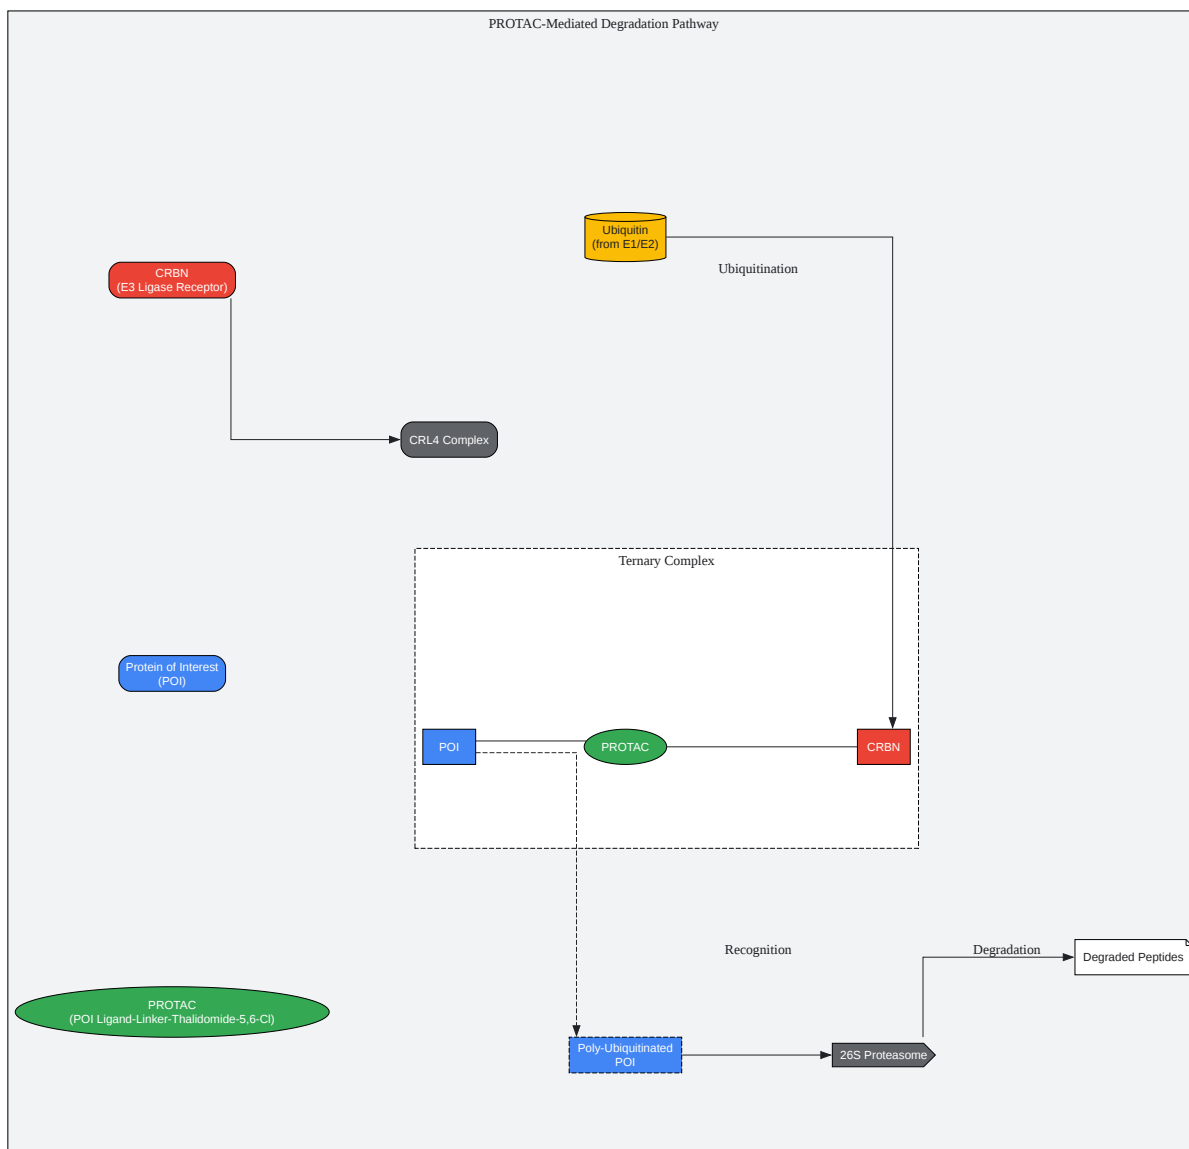 PROTAC-Mediated Degradation Pathway
Ubiquitin
(from E1/E2)
Ubiquitination
CRBN
(E3 Ligase Receptor)
CRL4 Complex
Ternary Complex
Protein of Interest
(POI)
POI
PROTAC
CRBN
Recognition
Degradation
Degraded Peptides
PROTAC
(POI Ligand-Linker-Thalidomide-5,6-Cl)
Poly-Ubiquitinated
POI
26S Proteasome